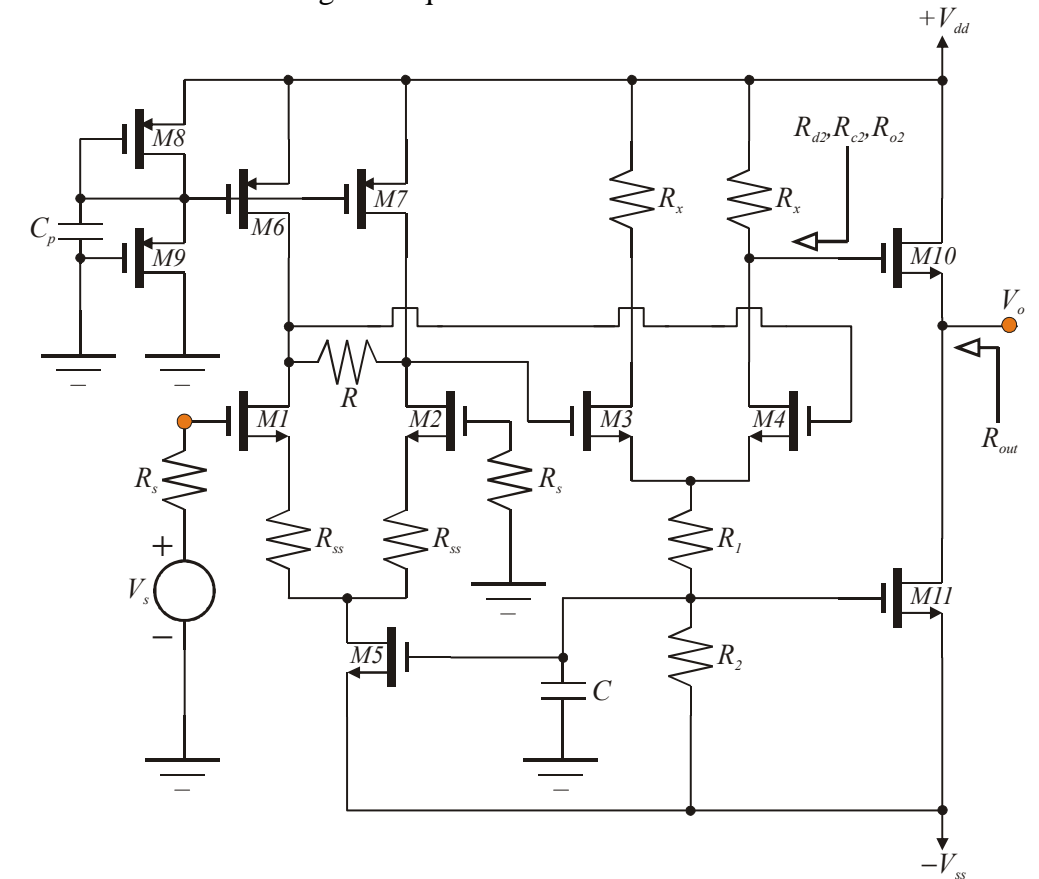 +Vdd
M8
Rd2,Rc2,Ro2
M7
M6
Rx
Rx
Cp
M9
M10
Vo
R
M1
M2
M3
M4
Rout
Rs
Rs
+
Rss
Rss
R1
Vs
M11
−
M5
R2
C
−Vss